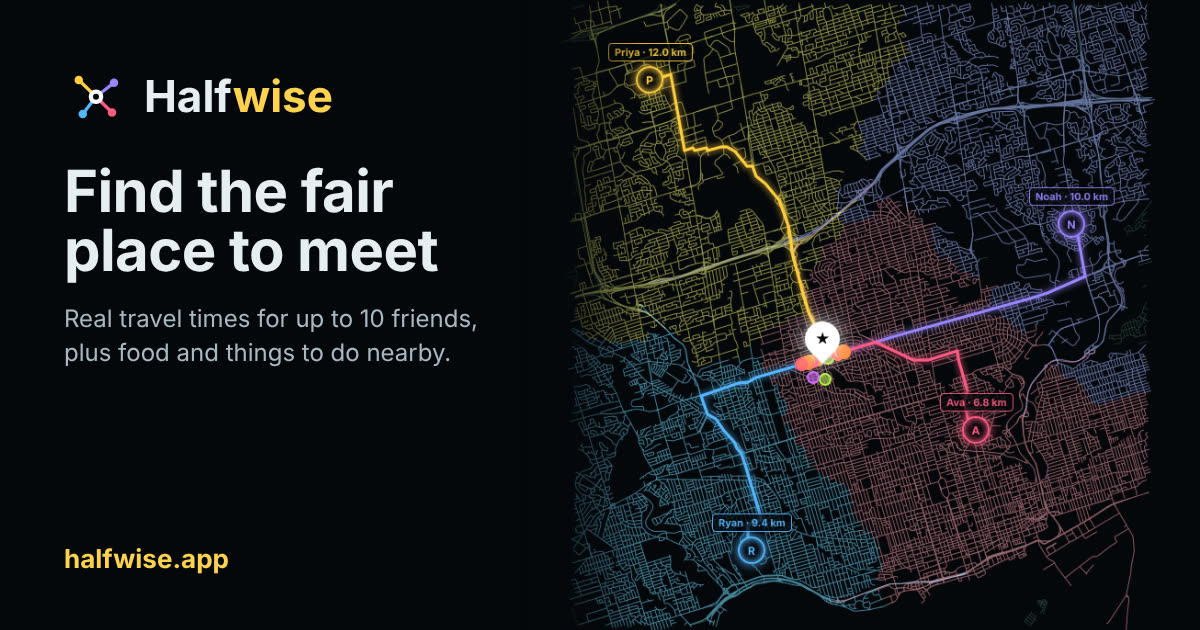 Halfwise
Find the fair
place to meet
Real travel times for up to 10 friends,
plus food and things to do nearby.
halfwise.app
Priya · 12.0 km
P
Noah · 10.0 km
N
Ava · 6.8 km
A
Ryan · 9.4 km
R